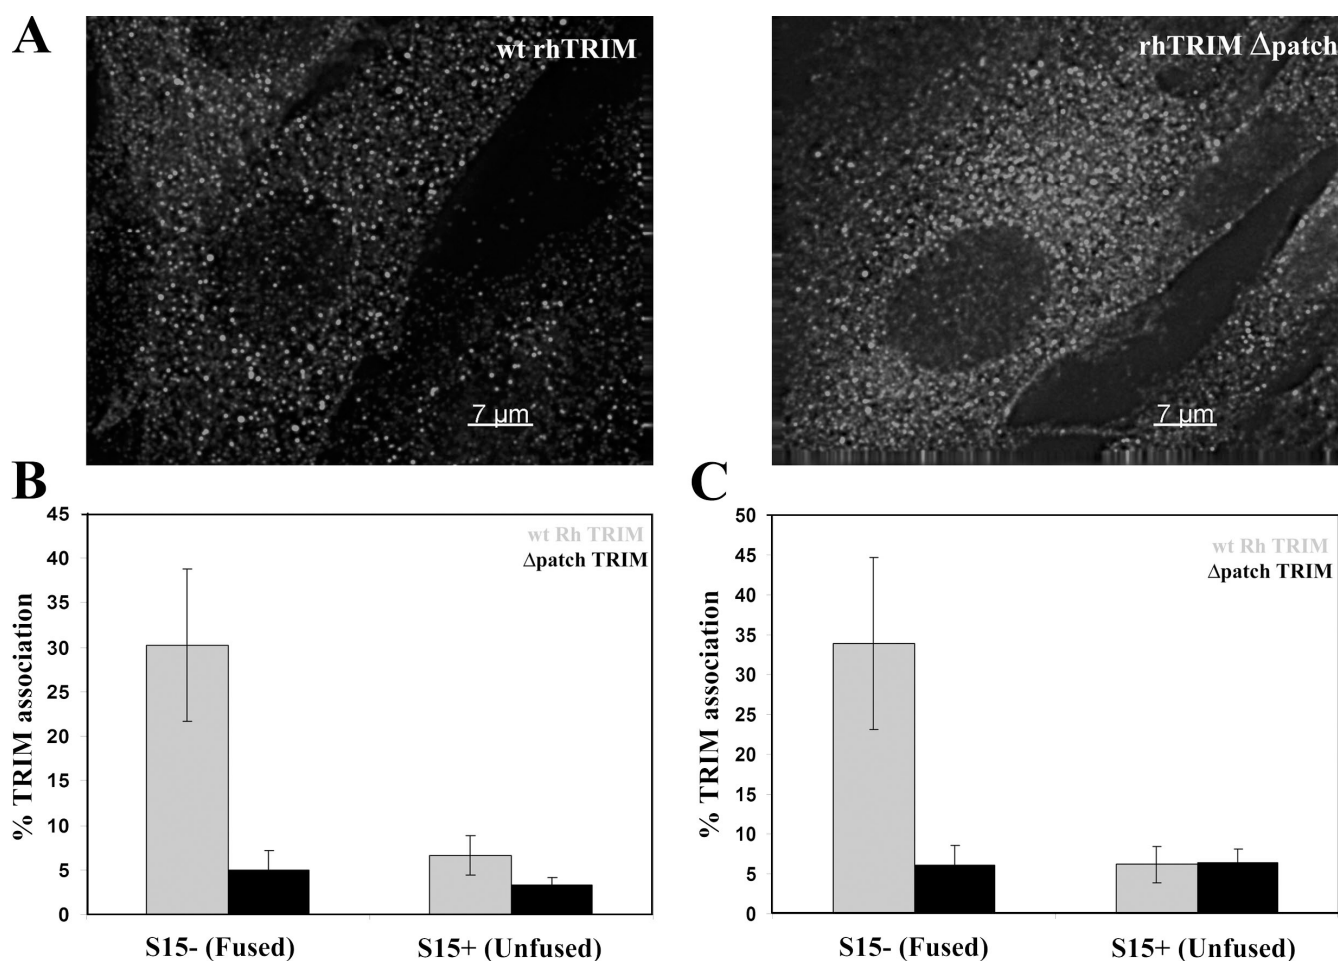 A
wt rhTRIM
7 µm
rhTRIM Δpatch
7 µm
B
% TRIM association
45
40
35
30
25
20
15
10
5
0
wt Rh TRIM
Δpatch TRIM
S15- (Fused)
S15+ (Unfused)
C
% TRIM association
50
45
40
35
30
25
20
15
10
5
0
wt Rh TRIM
Δpatch TRIM
S15- (Fused)
S15+ (Unfused)